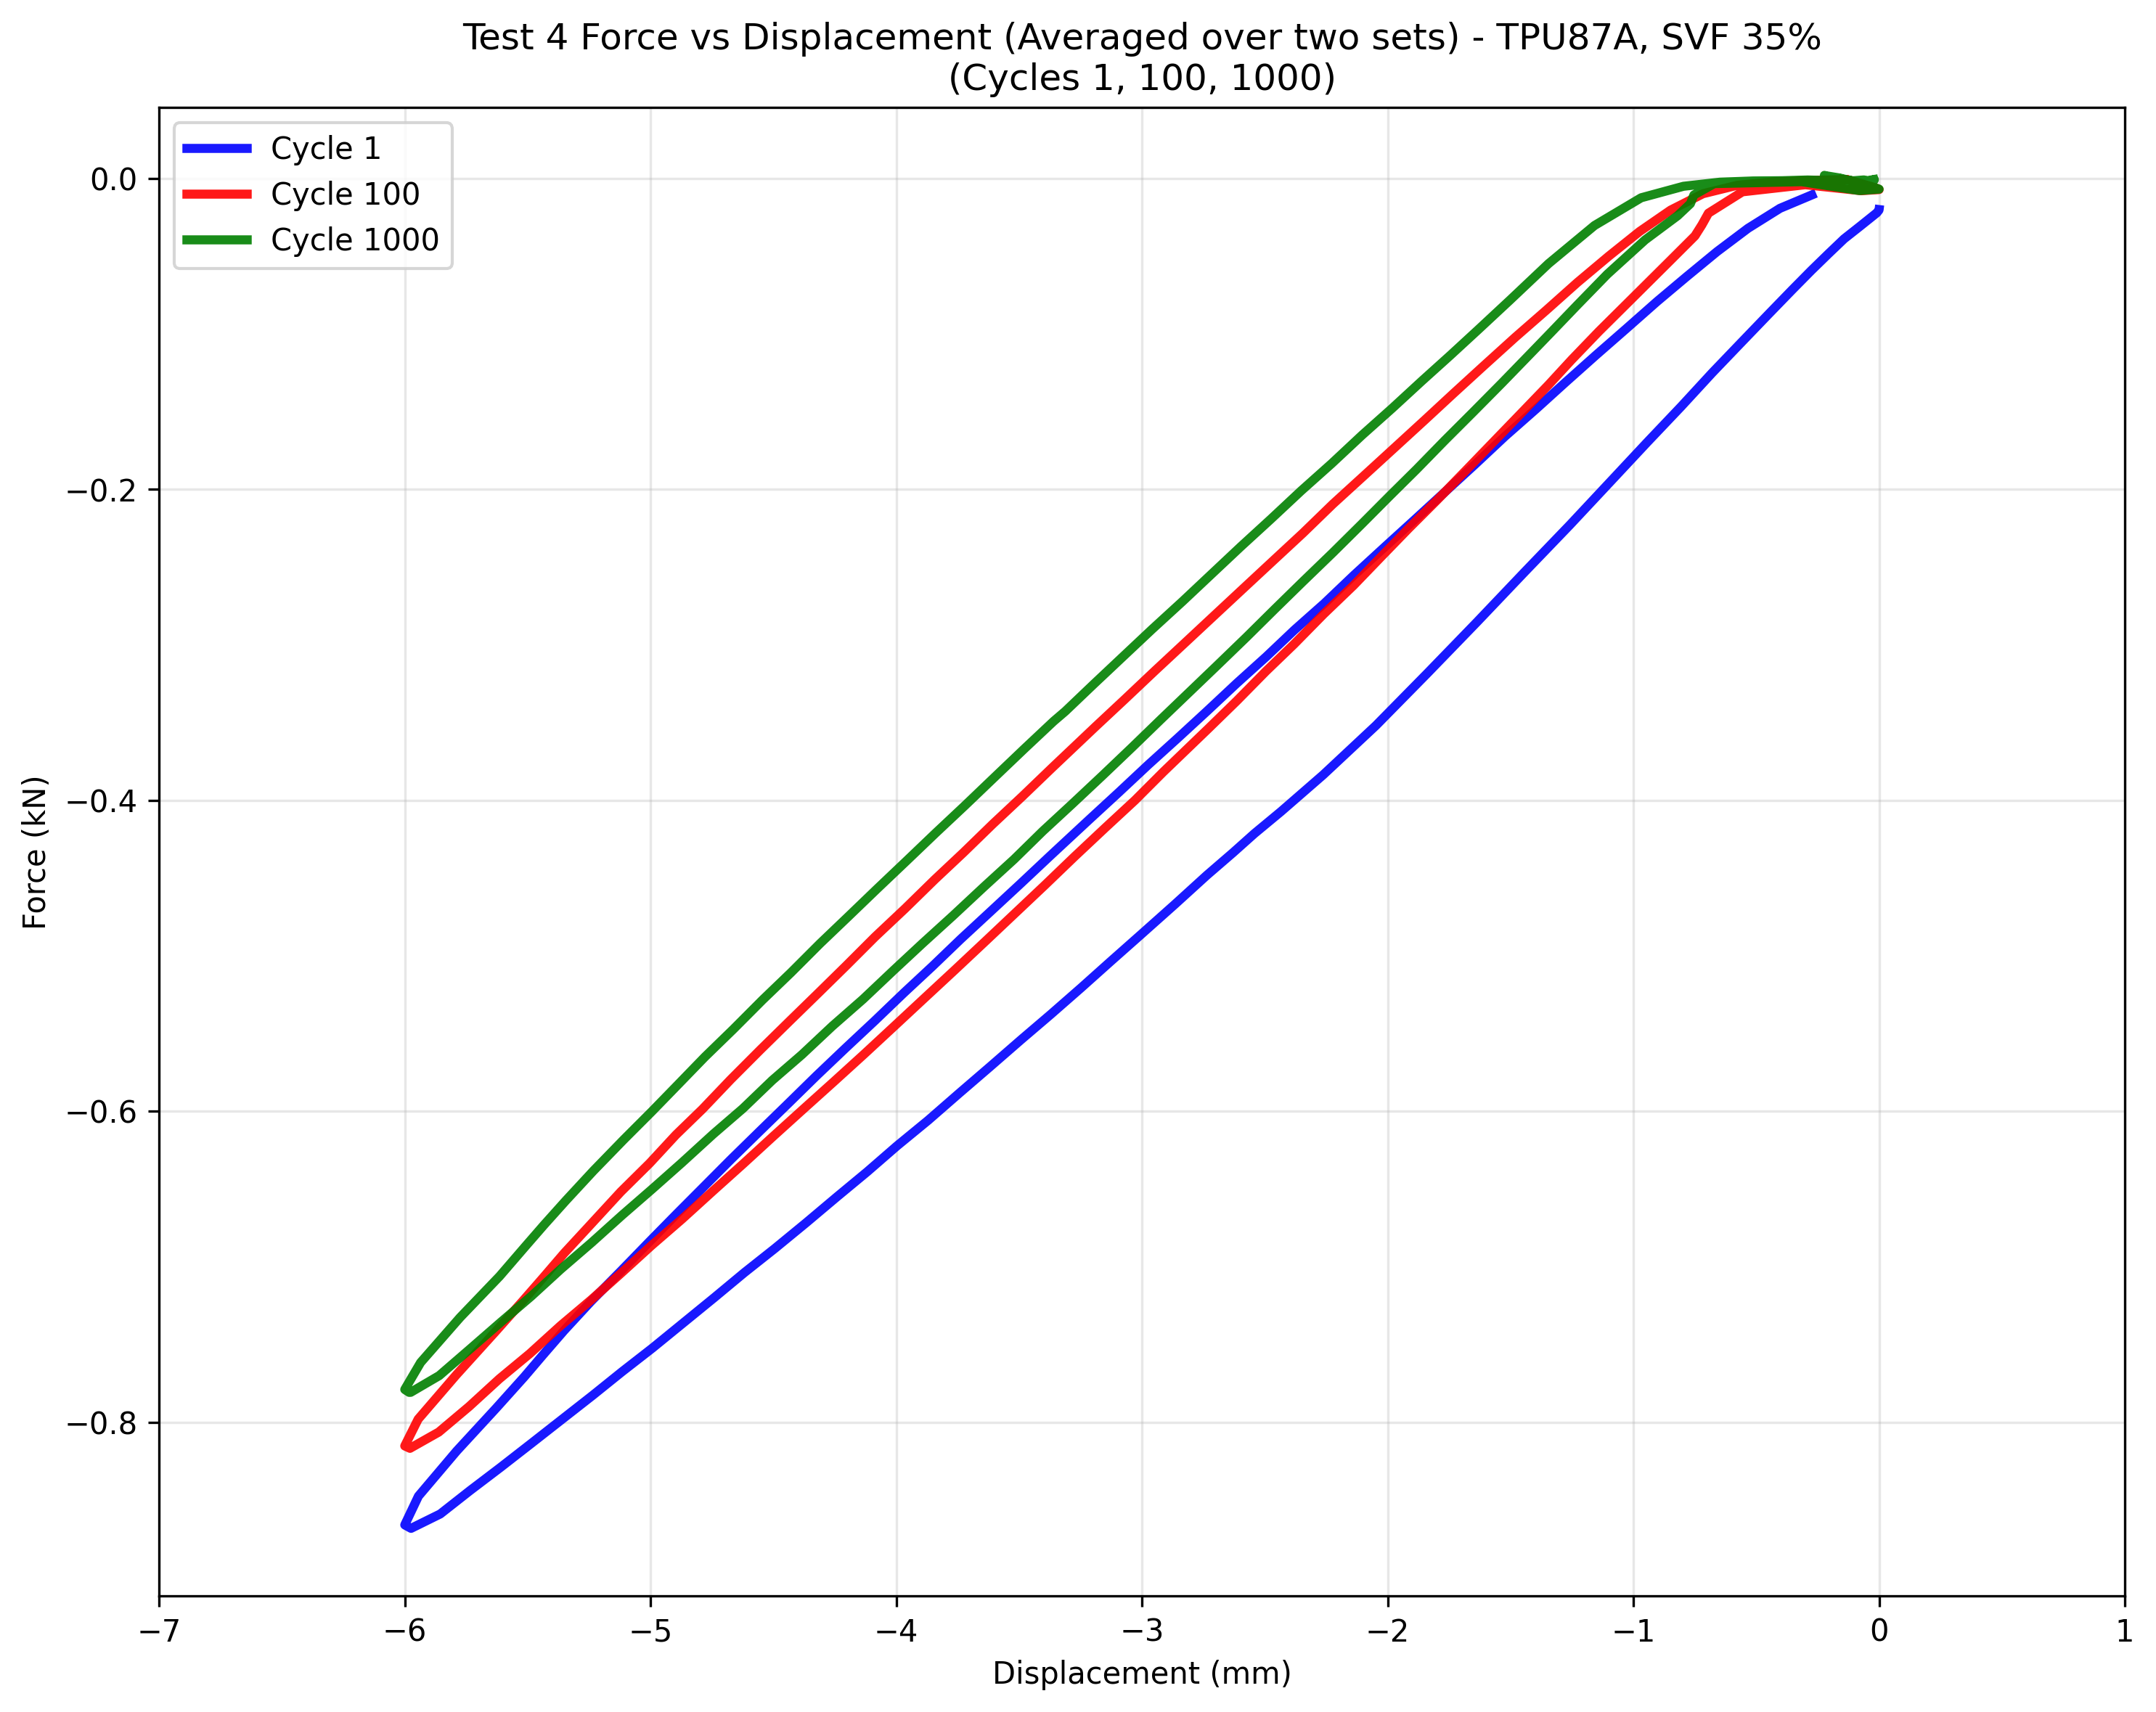 Test 4 Force vs Displacement (Averaged over two sets) - TPU87A, SVF 35%
(Cycles 1, 100, 1000)
Cycle 1
Cycle 100
Cycle 1000
0.0
−0.2
−0.4
−0.6
−0.8
Force (kN)
−7
−6
−5
−4
−3
−2
−1
0
1
Displacement (mm)